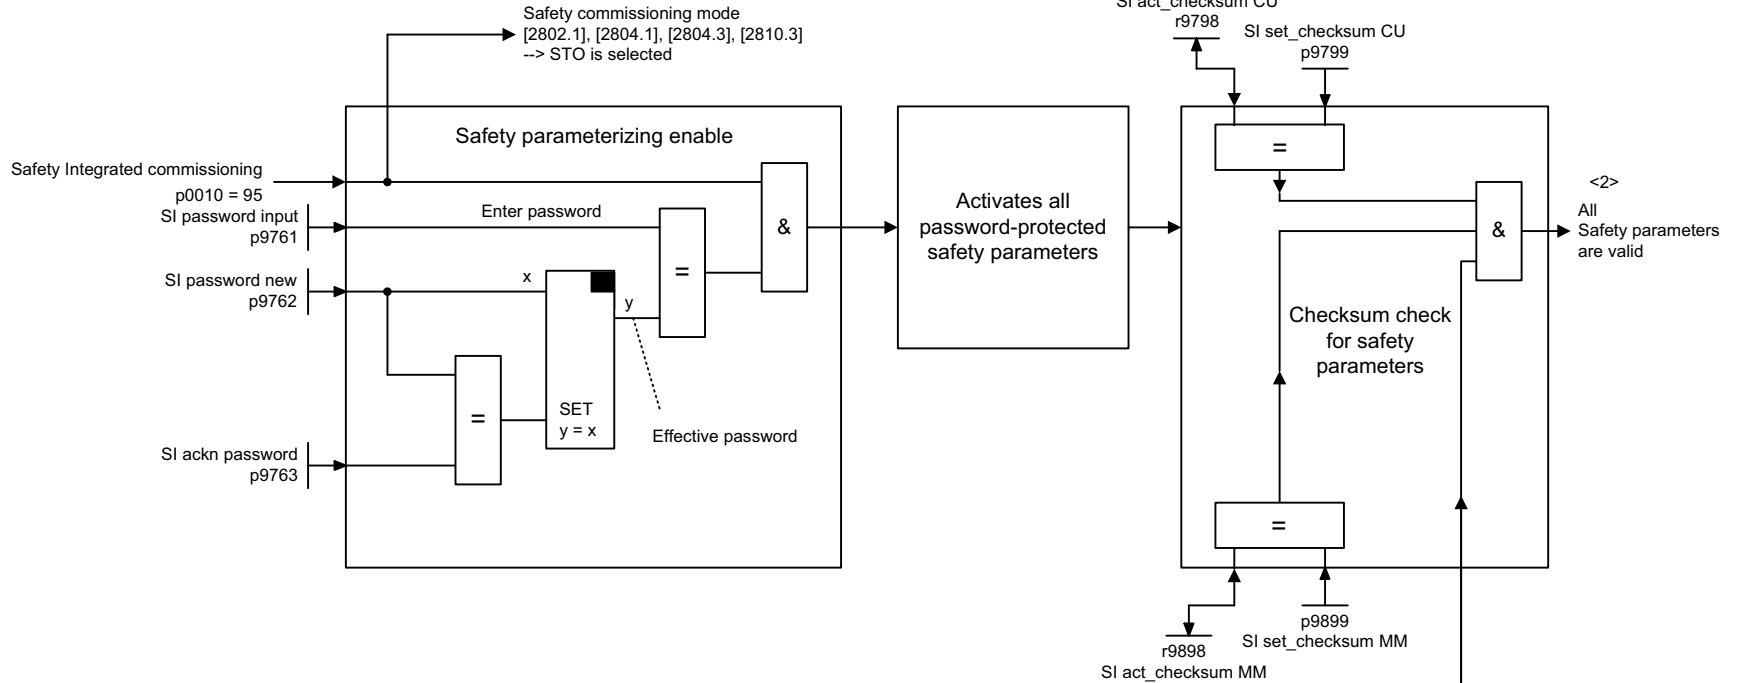 Safety commissioning mode
[2802.1], [2804.1], [2804.3], [2810.3]
--> STO is selected
SI act_checksum CU
r9798
SI set_checksum CU
p9799
Safety parameterizing enable
Safety Integrated commissioning
p0010 = 95
SI password input
p9761
Enter password
SI password new
p9762
x
y
=
=
&
SET
y = x
Effective password
SI ackn password
p9763
Activates all
password-protected
safety parameters
=
&
<2>
All
Safety parameters
are valid
Checksum check
for safety
parameters
=
r9898
SI act_checksum MM
p9899
SI set_checksum MM